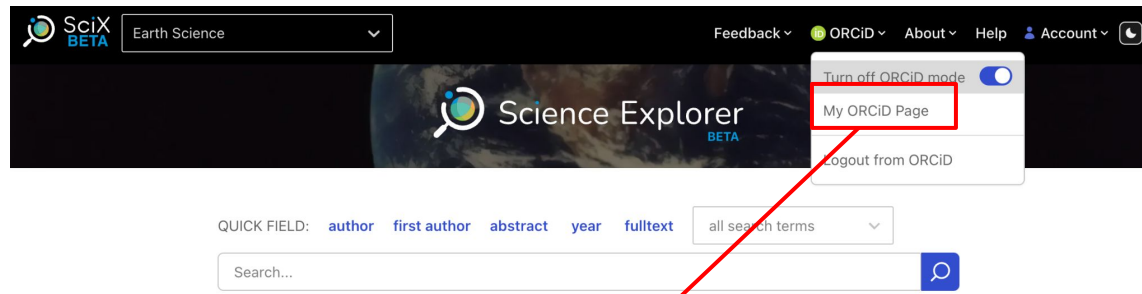 SciX BETA Earth Science Feedback ORCiD About Help Account
Turn off ORCiD mode
Science Explorer
BETA
My ORCiD Page
Logout from ORCiD
QUICK FIELD: author first author abstract year fulltext all search terms
Search...